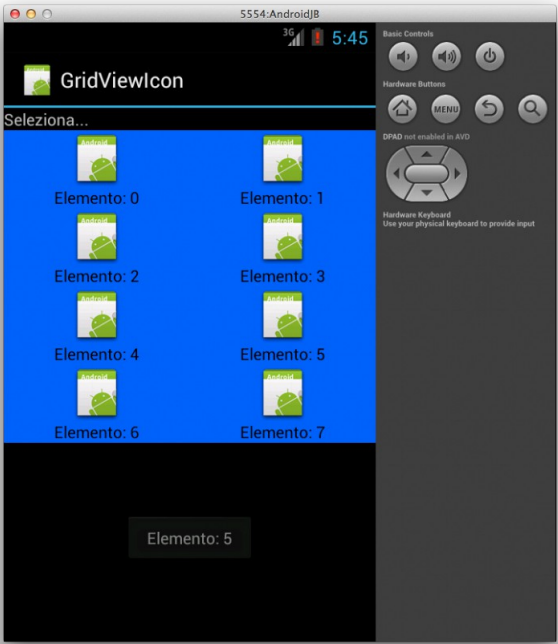 5554:AndroidJB
3G
5:45
GridViewIcon
Seleziona...
Android
Android
Elemento: 0
Elemento: 1
Android
Android
Elemento: 2
Elemento: 3
Android
Android
Elemento: 4
Elemento: 5
Android
Android
Elemento: 6
Elemento: 7
Elemento: 5
Basic Controls
Hardware Buttons
MENU
DPAD not enabled in AVD
Hardware Keyboard
Use your physical keyboard to provide input